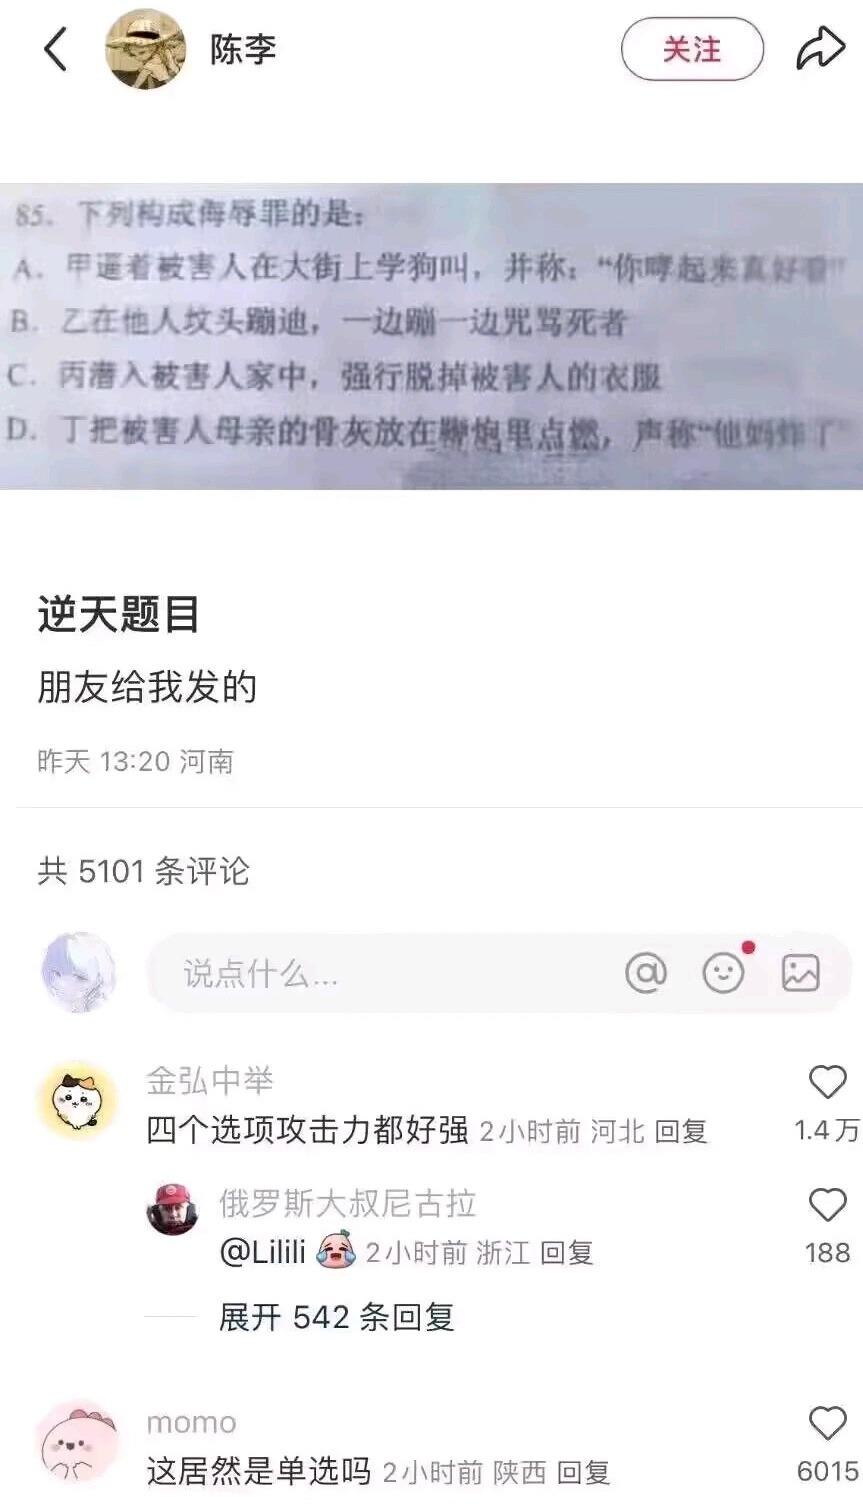 陈李
关注
85. 下列构成侮辱罪的是:
A. 甲逼着被害人在大街上学狗叫,并称:“你哮起来真好看”
B. 乙在他人坟头蹦迪,一边蹦一边咒骂死者
C. 丙潜入被害人家中,强行脱掉被害人的衣服
D. 丁把被害人母亲的骨灰放在鞭炮里点燃,声称“他妈炸了”
逆天题目
朋友给我发的
昨天 13:20 河南
共 5101 条评论
说点什么...
金弘中举
四个选项攻击力都好强 2小时前 河北 回复
1.4万
俄罗斯大叔尼古拉
@Lilili 2小时前 浙江 回复
188
展开 542 条回复
momo
这居然是单选吗 2小时前 陕西 回复
6015